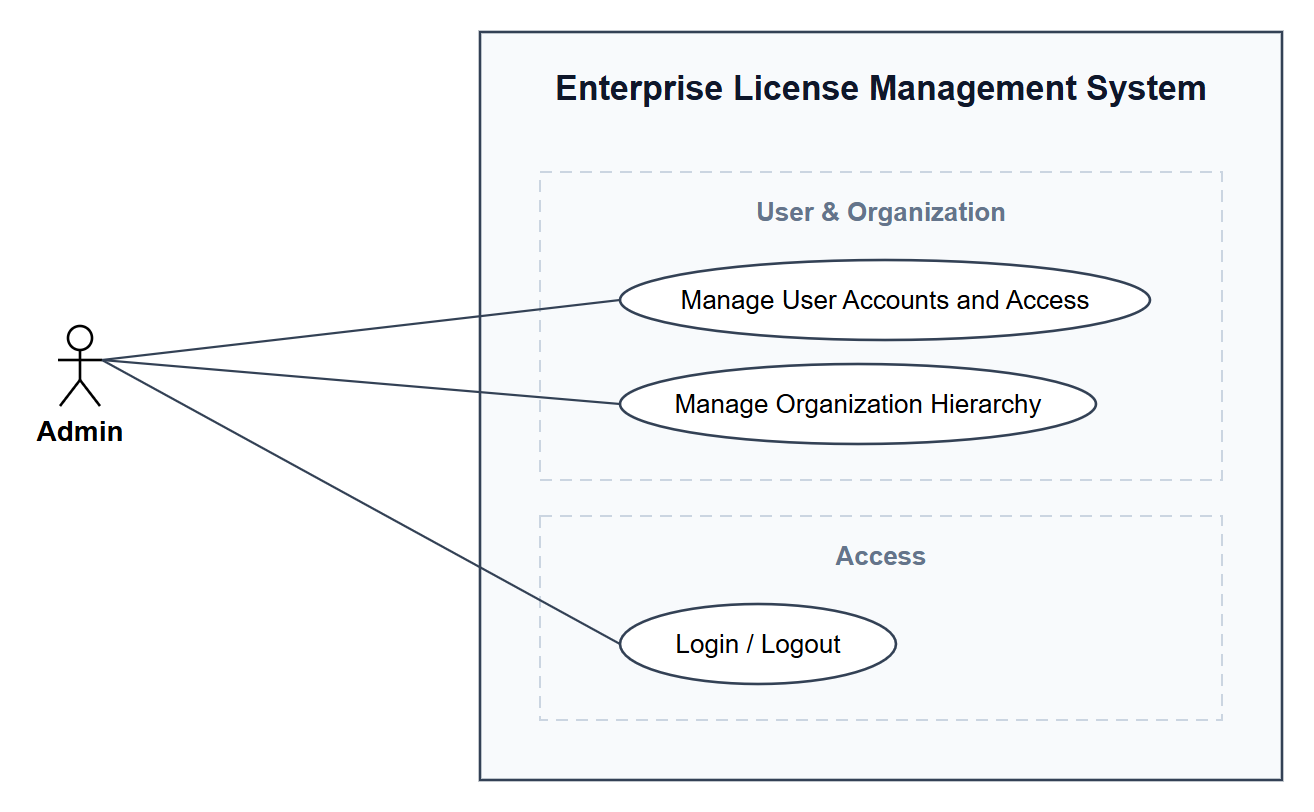 Enterprise License Management System
User & Organization
Manage User Accounts and Access
Manage Organization Hierarchy
Admin
Access
Login / Logout